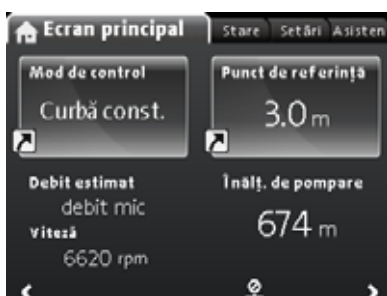 Ecran principal
Stare
Setări
Asisten
Mod de control
Curbă const.
Punct de referință
3.0 m
Debit estimat
debit mic
Viteză
6620 rpm
Înălț. de pompare
674 m